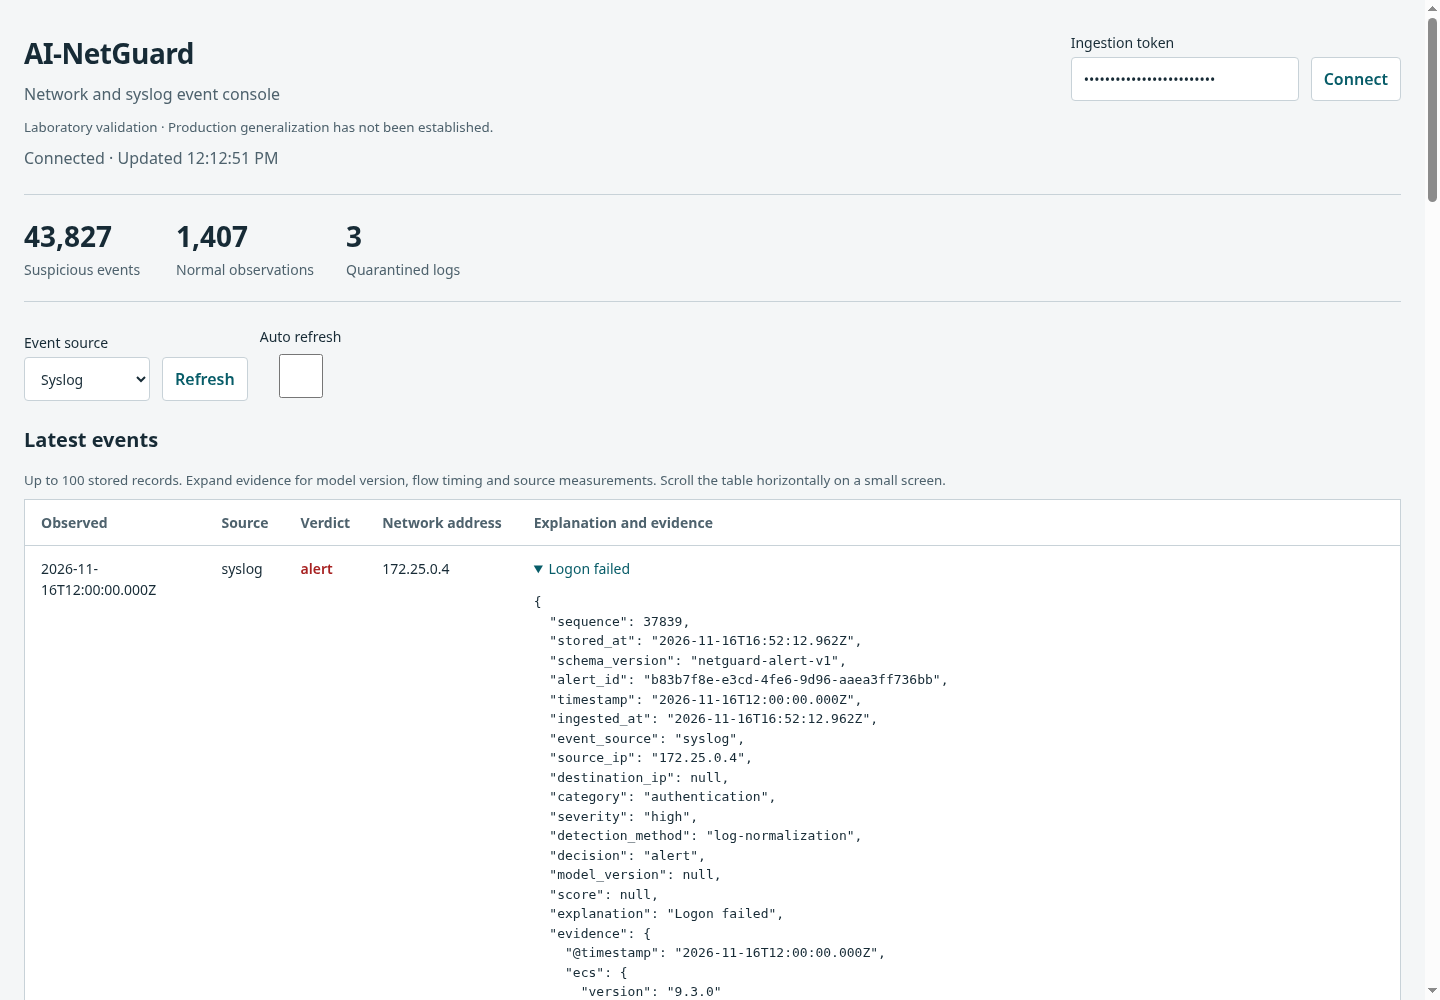 AI-NetGuard
Network and syslog event console
Laboratory validation · Production generalization has not been established.
Connected · Updated 12:12:51 PM
Ingestion token
•••••••••••••••••••••••••
Connect
43,827
Suspicious events
1,407
Normal observations
3
Quarantined logs
Event source
Syslog
Refresh
Auto refresh
Latest events
Up to 100 stored records. Expand evidence for model version, flow timing and source measurements. Scroll the table horizontally on a small screen.
Observed Source Verdict Network address Explanation and evidence
2026-11-
16T12:00:00.000Z
syslog
alert
172.25.0.4
▼ Logon failed
{
"sequence": 37839,
"stored_at": "2026-11-16T16:52:12.962Z",
"schema_version": "netguard-alert-v1",
"alert_id": "b83b7f8e-e3cd-4fe6-9d96-aaea3ff736bb",
"timestamp": "2026-11-16T12:00:00.000Z",
"ingested_at": "2026-11-16T16:52:12.962Z",
"event_source": "syslog",
"source_ip": "172.25.0.4",
"destination_ip": null,
"category": "authentication",
"severity": "high",
"detection_method": "log-normalization",
"decision": "alert",
"model_version": null,
"score": null,
"explanation": "Logon failed",
"evidence": {
"@timestamp": "2026-11-16T12:00:00.000Z",
"ecs": {
"version": "9.3.0"